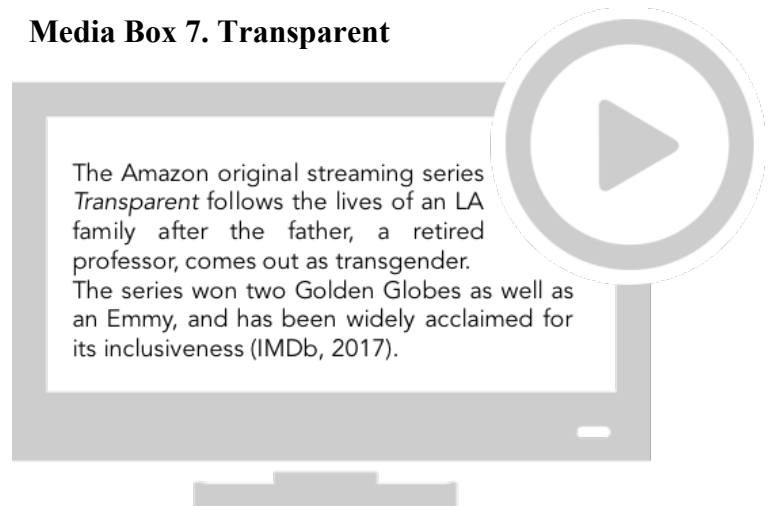 Media Box 7. Transparent
The Amazon original streaming series
Transparent follows the lives of an LA
family after the father, a retired
professor, comes out as transgender.
The series won two Golden Globes as well as
an Emmy, and has been widely acclaimed for
its inclusiveness (IMDb, 2017).